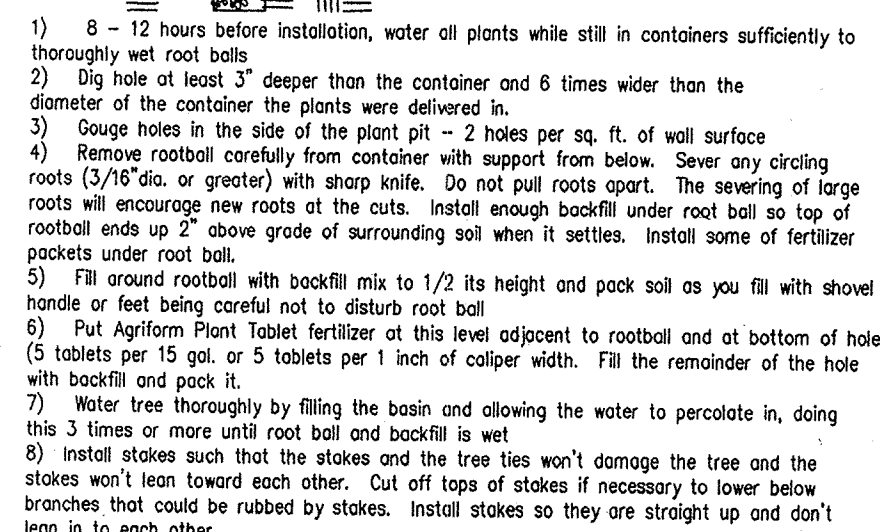 1) 8 - 12 hours before installation, water all plants while still in containers sufficiently to
thoroughly wet root balls
2) Dig hole at least 3" deeper than the container and 6 times wider than the
diameter of the container the plants were delivered in.
3) Gouge holes in the side of the plant pit -- 2 holes per sq. ft. of wall surface
4) Remove rootball carefully from container with support from below. Sever any circling
roots (3/16"dia. or greater) with sharp knife. Do not pull roots apart. The severing of large
roots will encourage new roots at the cuts. Install enough backfill under root ball so top of
rootball ends up 2" above grade of surrounding soil when it settles. Install some of fertilizer
packets under root ball.
5) Fill around rootball with backfill mix to 1/2 its height and pack soil as you fill with shovel
handle or feet being careful not to disturb root ball
6) Put Agriform Plant Tablet fertilizer at this level adjacent to rootball and at bottom of hole
(5 tablets per 15 gal. or 5 tablets per 1 inch of caliper width. Fill the remainder of the hole
with backfill and pack it.
7) Water tree thoroughly by filling the basin and allowing the water to percolate in, doing
this 3 times or more until root ball and backfill is wet
8) Install stakes such that the stakes and the tree ties won't damage the tree and the
stakes won't lean toward each other. Cut off tops of stakes if necessary to lower below
branches that could be rubbed by stakes. Install stakes so they are straight up and don't
lean in to each other